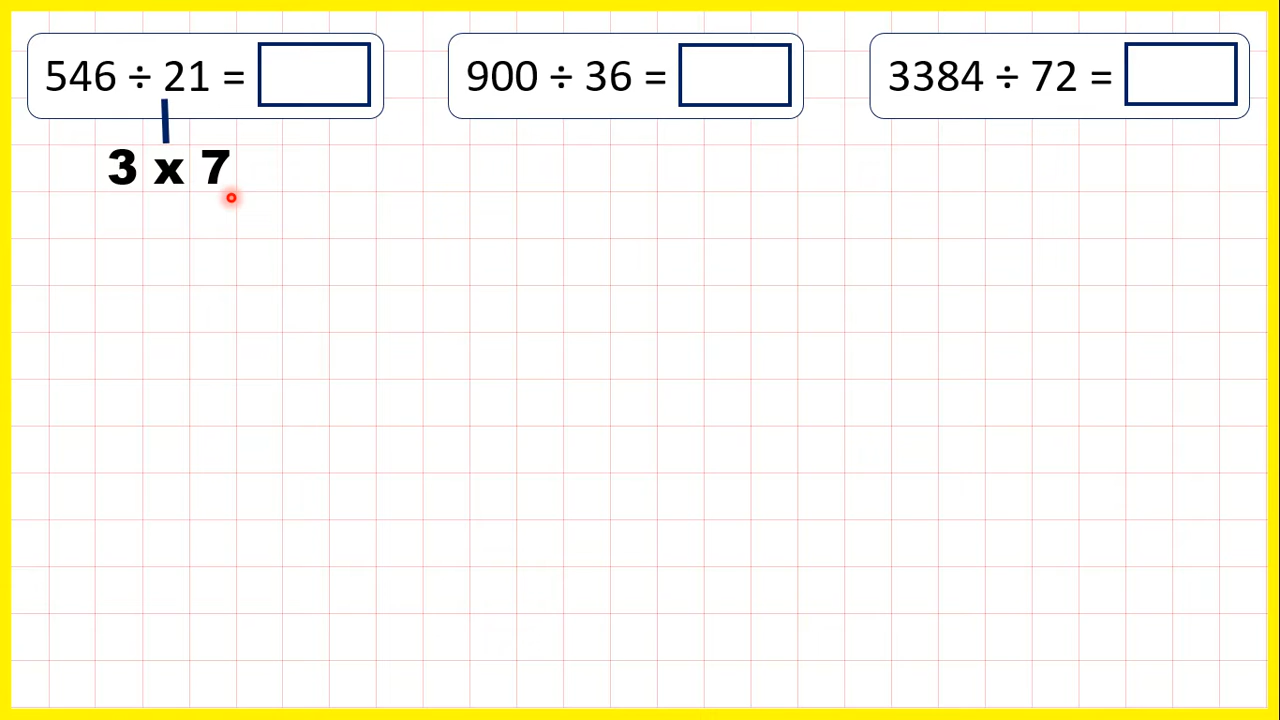 546 ÷ 21 =
900 ÷ 36 =
3384 ÷ 72 =
3 x 7